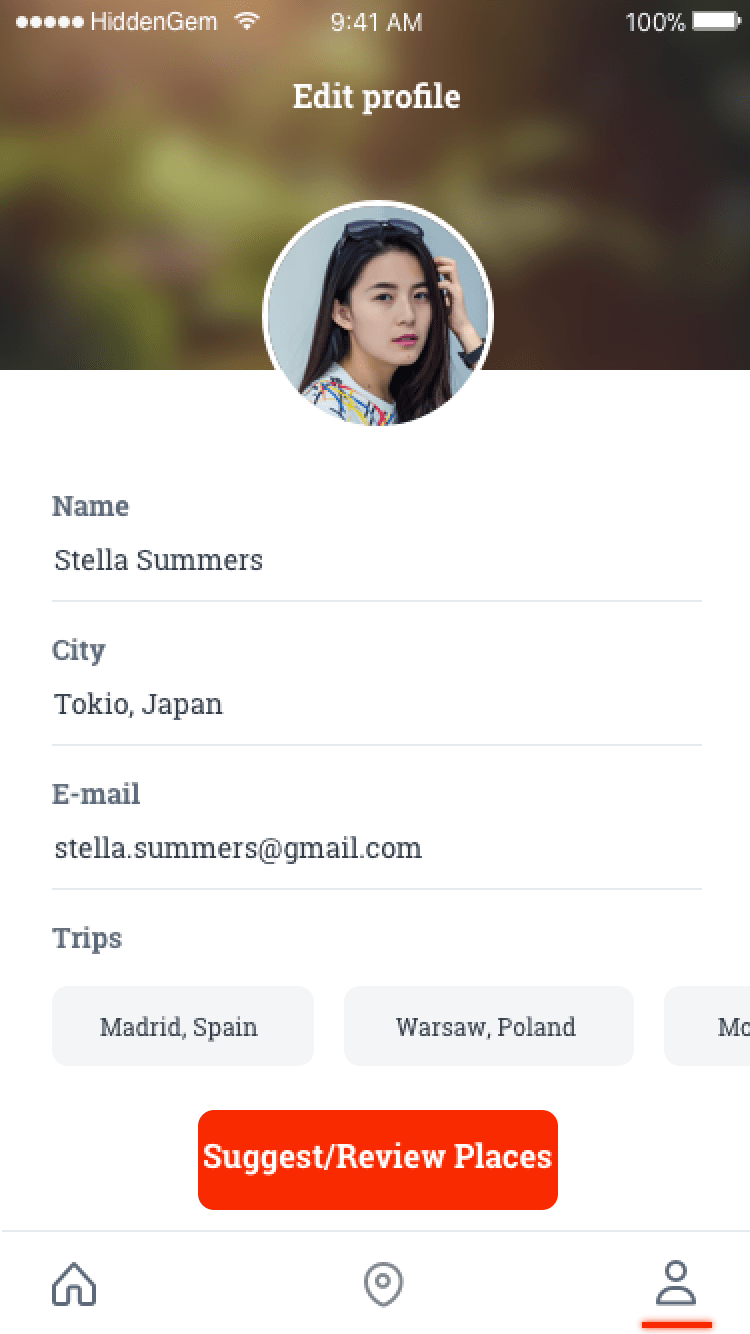 HiddenGem 9:41 AM 100%
Edit profile
Name
Stella Summers
City
Tokio, Japan
E-mail
stella.summers@gmail.com
Trips
Madrid, Spain Warsaw, Poland Mo
Suggest/Review Places